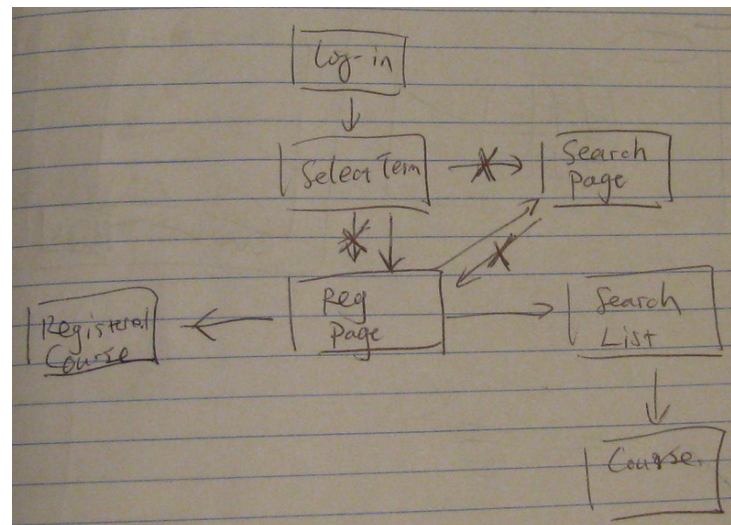 Log-in
Select Term
Search
Page
Reg
Page
Registered
Course
Search
List
Course